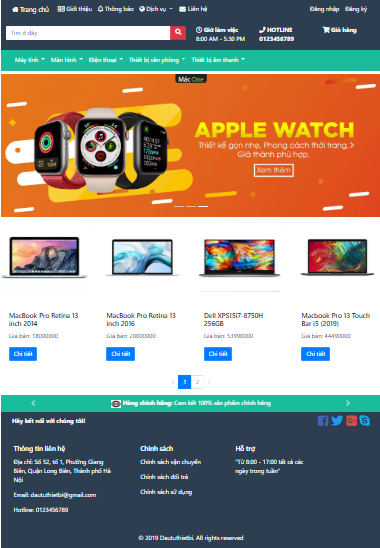 Trang chủ Giới thiệu Thông báo Dịch vụ Liên hệ Đăng nhập Đăng ký
Tìm ở đây
Giờ làm việc
8:00 AM - 5:30 PM
HOTLINE
0123456789
Giỏ hàng
Máy tính Màn hình Điện thoại Thiết bị văn phòng Thiết bị âm thanh
Mác One
APPLE WATCH
Thiết kế gọn nhẹ. Phong cách thời trang.
Giá thành phù hợp.
Xem thêm
MacBook Pro Retina 13
inch 2014
Giá bán: 18000000
Chi tiết
MacBook Pro Retina 13
inch 2016
Giá bán: 20000000
Chi tiết
Dell XPS15i7-8750H
256GB
Giá bán: 53990000
Chi tiết
Macbook Pro 13 Touch
Bar i5 (2019)
Giá bán: 44490000
Chi tiết
‹ 1 2 ›
Hàng chính hãng: Cam kết 100% sản phẩm chính hãng
Hãy kết nối với chúng tôi!
Thông tin liên hệ
Địa chỉ: Số 52, tổ 1, Phường Giang
Biên, Quận Long Biên, Thành phố Hà
Nội
Email: daututhietbi@gmail.com
Hotline: 0123456789
Chính sách
Chính sách vận chuyển
Chính sách đổi trả
Chính sách sử dụng
Hỗ trợ
"Từ 8:00 - 17:00 tất cả các
ngày trong tuần"
© 2019 Daututhietbi. All rights reserved